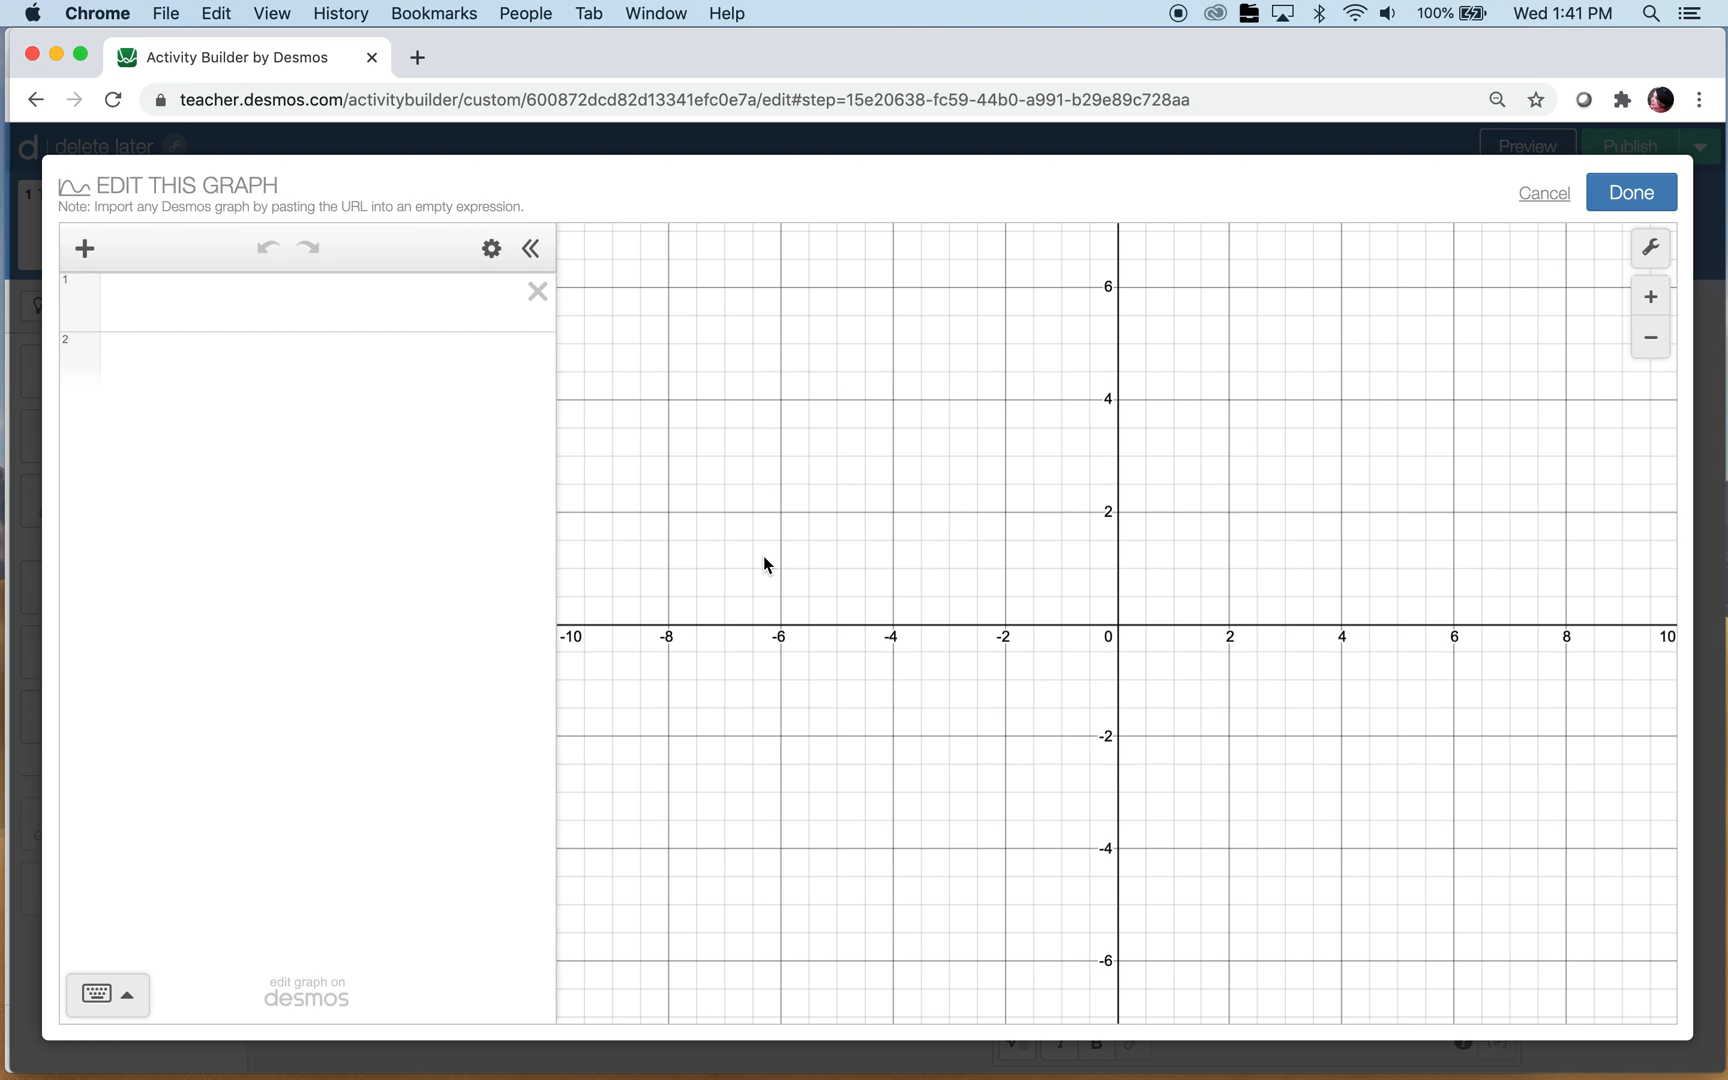 Chrome File Edit View History Bookmarks People Tab Window Help 100% Wed 1:41 PM
Activity Builder by Desmos
teacher.desmos.com/activitybuilder/custom/600872dcd82d13341efc0e7a/edit#step=15e20638-fc59-44b0-a991-b29e89c728aa
d delete later Preview Publish
EDIT THIS GRAPH
Note: Import any Desmos graph by pasting the URL into an empty expression.
Cancel Done
1
1
2
6
4
2
-10 -8 -6 -4 -2 0 2 4 6 8 10
-2
-4
-6
edit graph on
desmos
I B